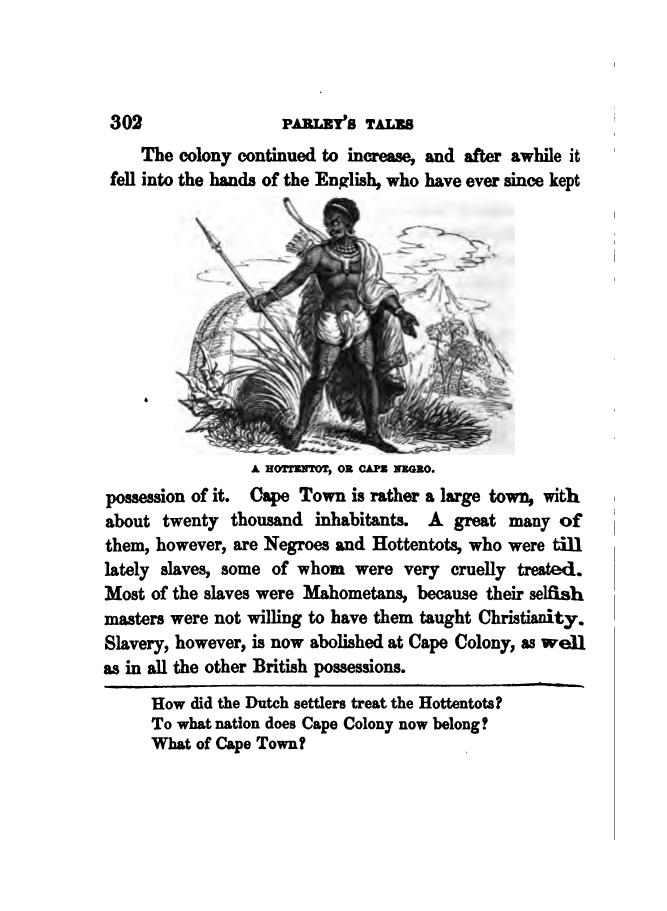 302 PARLEY'S TALES
The colony continued to increase, and after awhile it
fell into the hands of the English, who have ever since kept
A HOTTENTOT, OR CAPE NEGRO.
possession of it. Cape Town is rather a large town, with
about twenty thousand inhabitants. A great many of
them, however, are Negroes and Hottentots, who were till
lately slaves, some of whom were very cruelly treated.
Most of the slaves were Mahometans, because their selfish
masters were not willing to have them taught Christianity.
Slavery, however, is now abolished at Cape Colony, as well
as in all the other British possessions.
How did the Dutch settlers treat the Hottentots?
To what nation does Cape Colony now belong?
What of Cape Town?